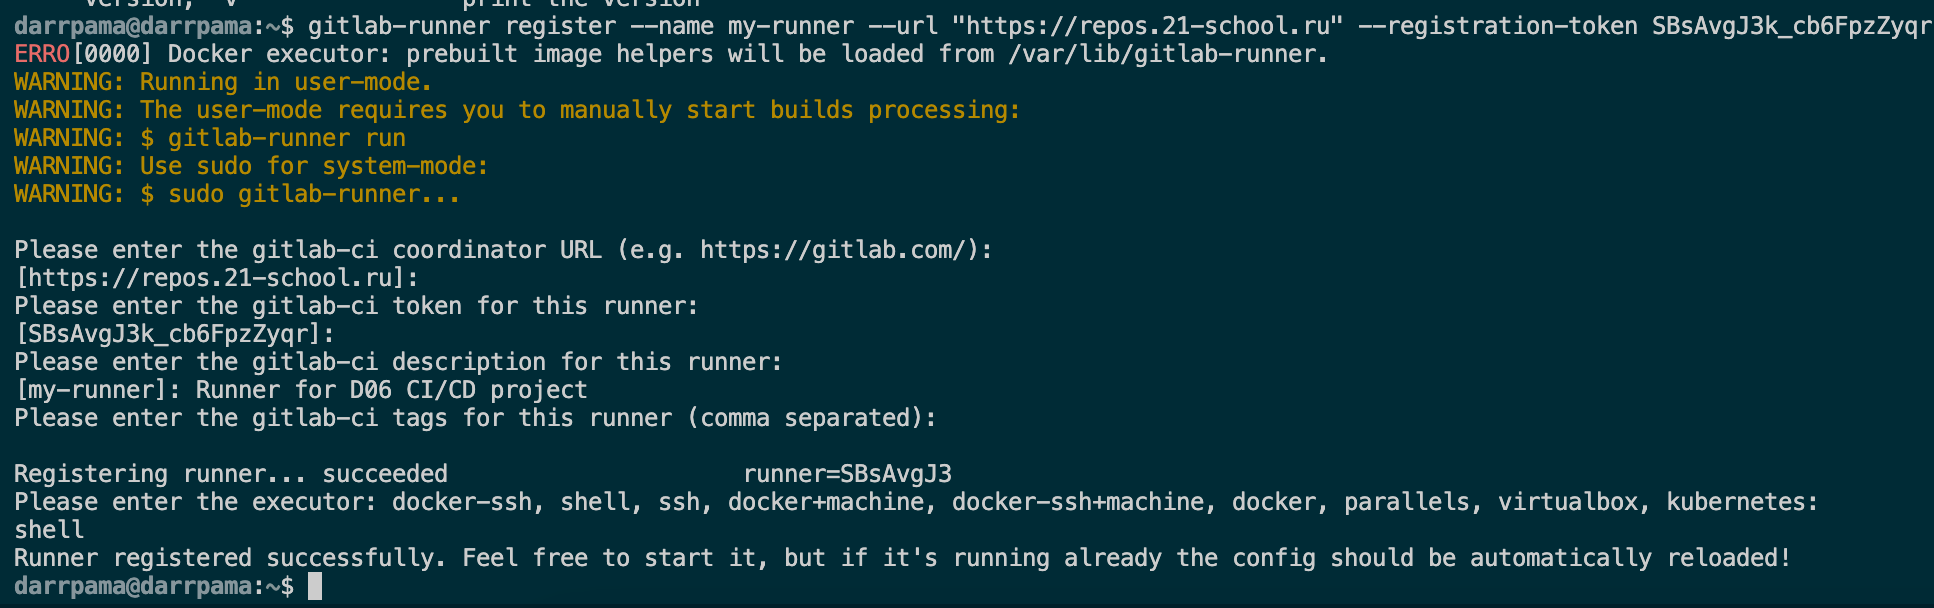 version, v print the version
darrpama@darrpama:~$ gitlab-runner register --name my-runner --url "https://repos.21-school.ru" --registration-token SBsAvgJ3k_cb6FpzZyqr
ERRO[0000] Docker executor: prebuilt image helpers will be loaded from /var/lib/gitlab-runner.
WARNING: Running in user-mode.
WARNING: The user-mode requires you to manually start builds processing:
WARNING: $ gitlab-runner run
WARNING: Use sudo for system-mode:
WARNING: $ sudo gitlab-runner...
Please enter the gitlab-ci coordinator URL (e.g. https://gitlab.com/):
[https://repos.21-school.ru]:
Please enter the gitlab-ci token for this runner:
[SBsAvgJ3k_cb6FpzZyqr]:
Please enter the gitlab-ci description for this runner:
[my-runner]: Runner for D06 CI/CD project
Please enter the gitlab-ci tags for this runner (comma separated):
Registering runner... succeeded runner=SBsAvgJ3
Please enter the executor: docker-ssh, shell, ssh, docker+machine, docker-ssh+machine, docker, parallels, virtualbox, kubernetes:
shell
Runner registered successfully. Feel free to start it, but if it's running already the config should be automatically reloaded!
darrpama@darrpama:~$